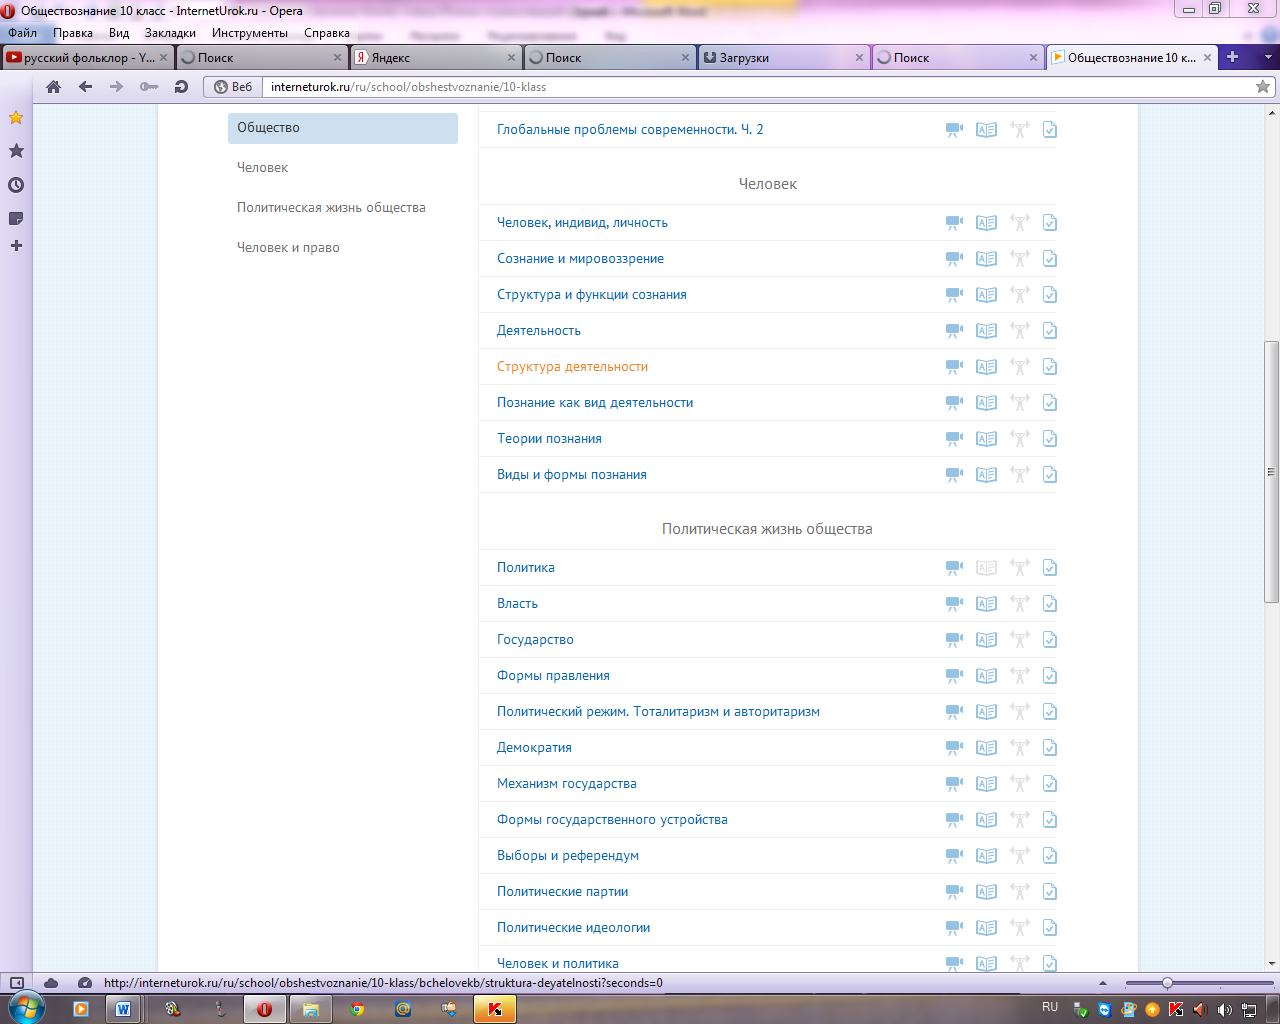 Обществознание 10 класс - InternetUrok.ru - Opera
Файл Правка Вид Закладки Инструменты Справка
русский фольклор - Y... Поиск Яндекс Поиск Загрузки Поиск Обществознание 10 к...
Веб interneturok.ru/ru/school/obshestvoznanie/10-klass
Общество
Человек
Политическая жизнь общества
Человек и право
Глобальные проблемы современности. Ч. 2
Человек
Человек, индивид, личность
Сознание и мировоззрение
Структура и функции сознания
Деятельность
Структура деятельности
Познание как вид деятельности
Теории познания
Виды и формы познания
Политическая жизнь общества
Политика
Власть
Государство
Формы правления
Политический режим. Тоталитаризм и авторитаризм
Демократия
Механизм государства
Формы государственного устройства
Выборы и референдум
Политические партии
Политические идеологии
Человек и политика
http://interneturok.ru/ru/school/obshestvoznanie/10-klass/bchelovekb/struktura-deyatelnosti?seconds=0
RU